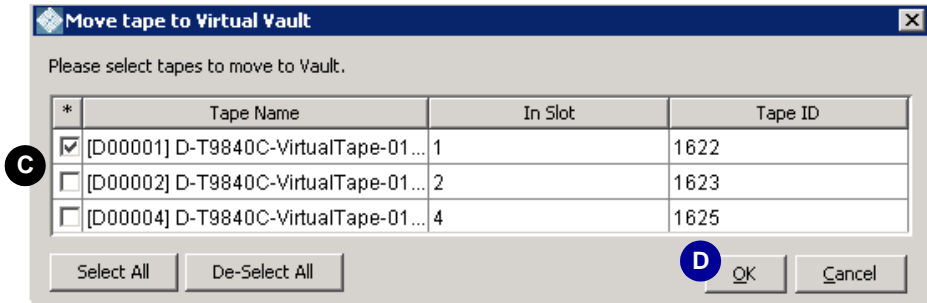 Move tape to Virtual Vault
Please select tapes to move to Vault.
* Tape Name In Slot Tape ID
[D00001] D-T9840C-VirtualTape-01... 1 1622
C
[D00002] D-T9840C-VirtualTape-01... 2 1623
[D00004] D-T9840C-VirtualTape-01... 4 1625
Select All De-Select All D OK Cancel